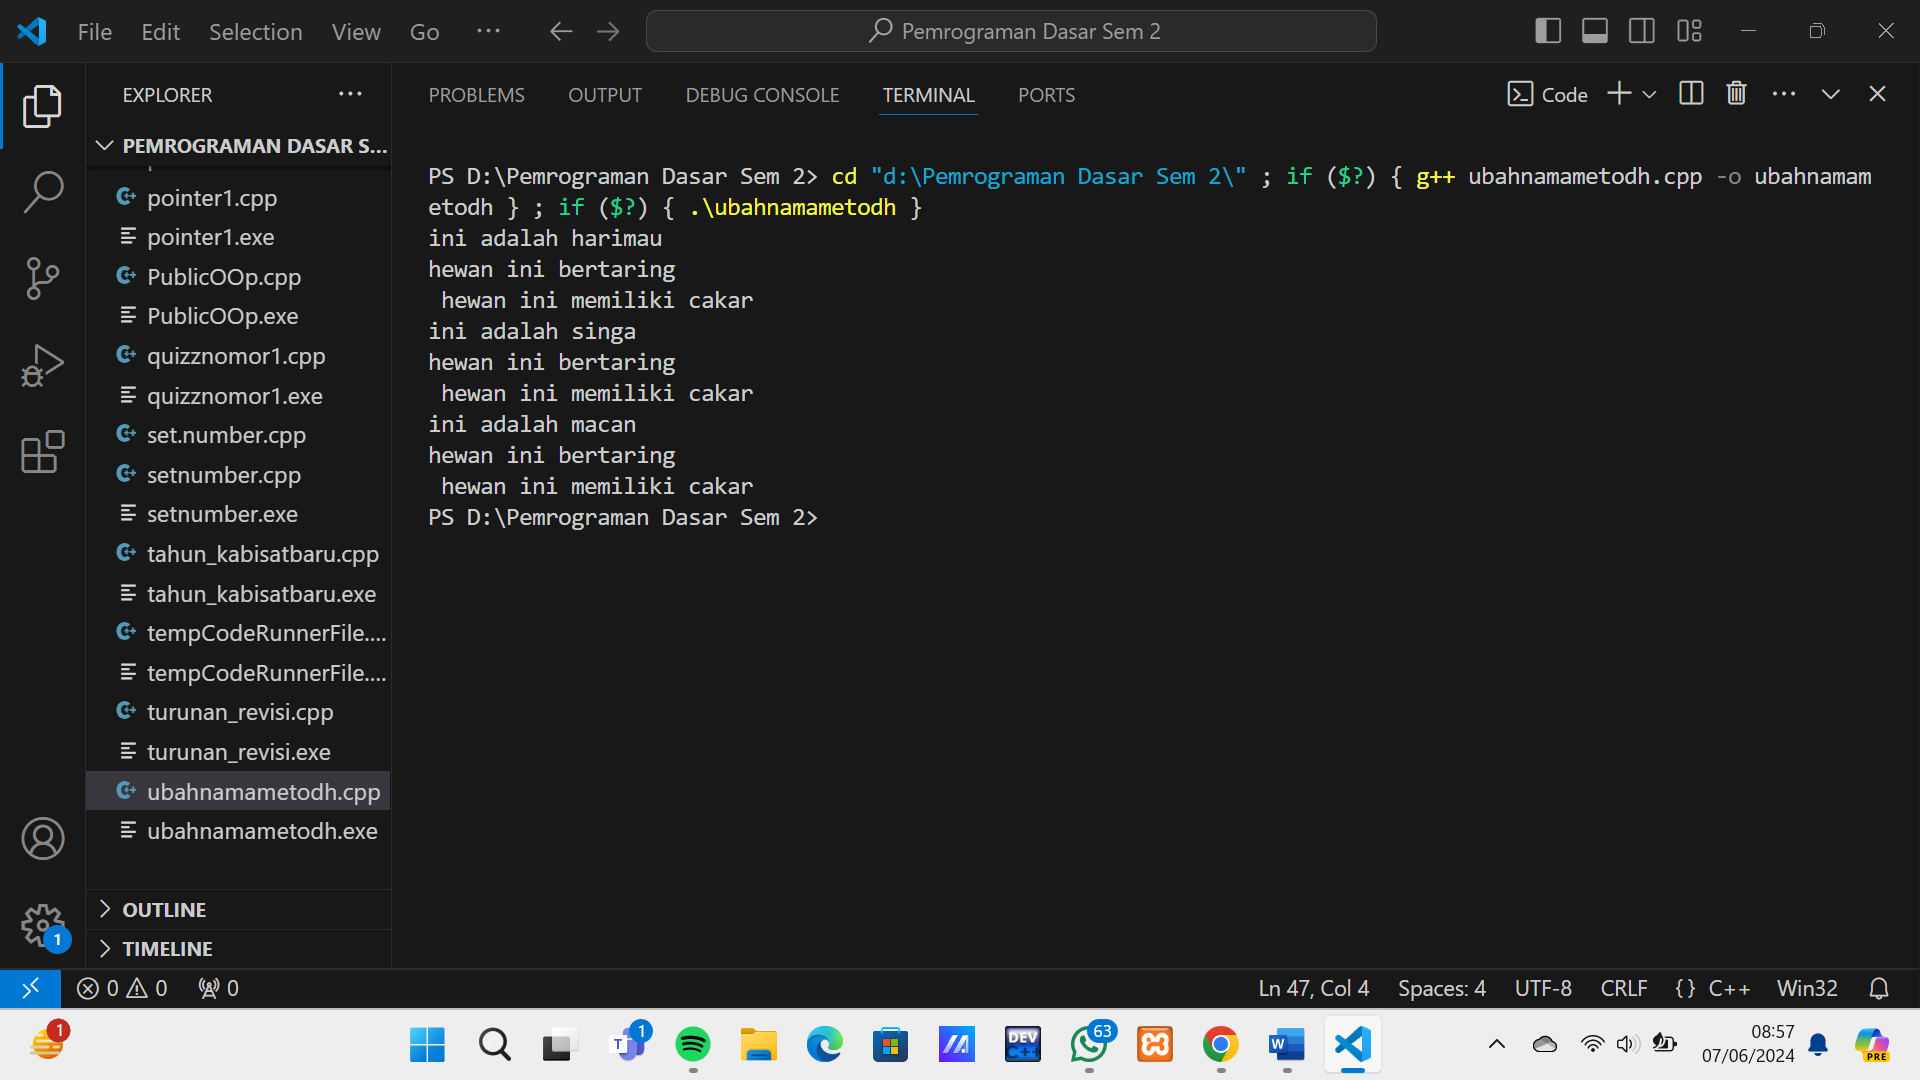 File Edit Selection View Go ···
Pemrograman Dasar Sem 2
EXPLORER
PEMROGRAMAN DASAR S...
pointer1.cpp
pointer1.exe
PublicOOp.cpp
PublicOOp.exe
quizznomor1.cpp
quizznomor1.exe
set.number.cpp
setnumber.cpp
setnumber.exe
tahun_kabisatbaru.cpp
tahun_kabisatbaru.exe
tempCodeRunnerFile....
tempCodeRunnerFile....
turunan_revisi.cpp
turunan_revisi.exe
ubahnamametodh.cpp
ubahnamametodh.exe
OUTLINE
TIMELINE
PROBLEMS OUTPUT DEBUG CONSOLE TERMINAL PORTS
Code
PS D:\Pemrograman Dasar Sem 2> cd "d:\Pemrograman Dasar Sem 2\" ; if ($?) { g++ ubahnamametodh.cpp -o ubahnamam
etodh } ; if ($?) { .\ubahnamametodh }
ini adalah harimau
hewan ini bertaring
 hewan ini memiliki cakar
ini adalah singa
hewan ini bertaring
 hewan ini memiliki cakar
ini adalah macan
hewan ini bertaring
 hewan ini memiliki cakar
PS D:\Pemrograman Dasar Sem 2>
1
0 0 0
Ln 47, Col 4 Spaces: 4 UTF-8 CRLF {} C++ Win32
1
T 1
DEV
C++
63
W
08:57
07/06/2024
PRE